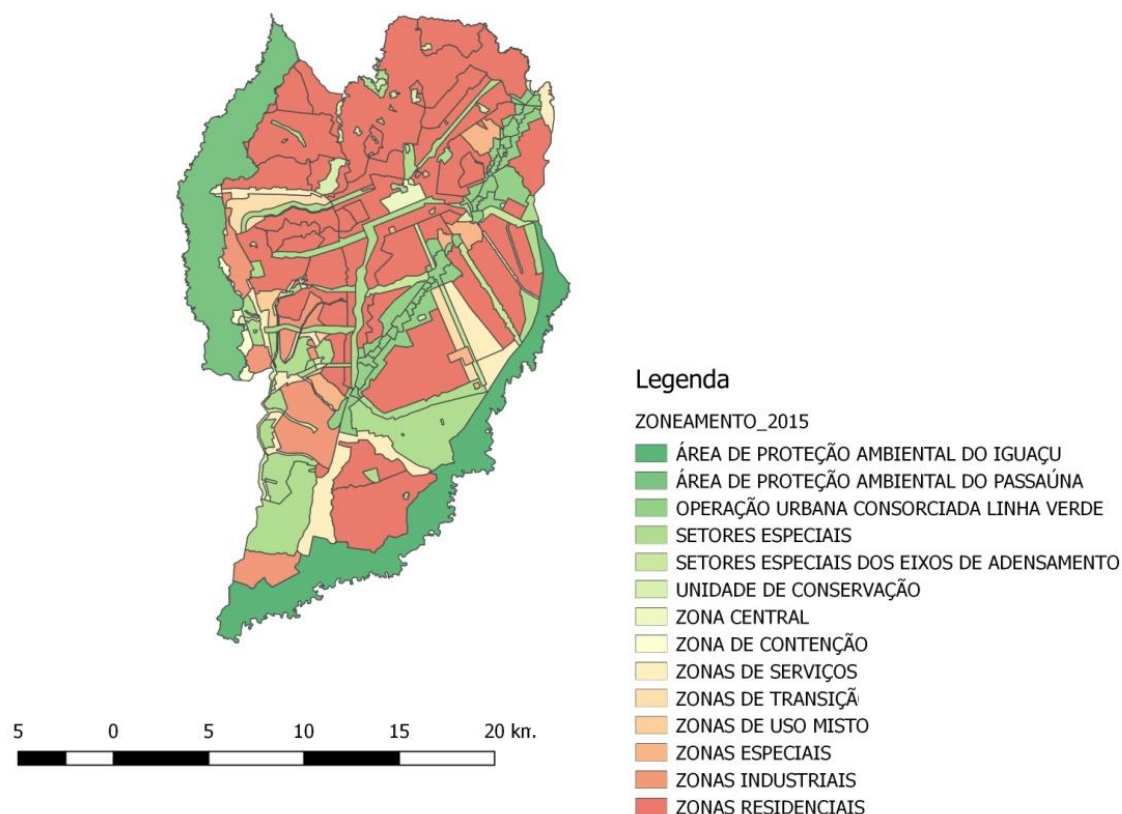 Legenda
ZONEAMENTO_2015
ÁREA DE PROTEÇÃO AMBIENTAL DO IGUAÇU
ÁREA DE PROTEÇÃO AMBIENTAL DO PASSAÚNA
OPERAÇÃO URBANA CONSORCIADA LINHA VERDE
SETORES ESPECIAIS
SETORES ESPECIAIS DOS EIXOS DE ADENSAMENTO
UNIDADE DE CONSERVAÇÃO
ZONA CENTRAL
ZONA DE CONTENÇÃO
ZONAS DE SERVIÇOS
ZONAS DE TRANSIÇÃ
ZONAS DE USO MISTO
ZONAS ESPECIAIS
ZONAS INDUSTRIAIS
ZONAS RESIDENCIAIS
5 0 5 10 15 20 km.